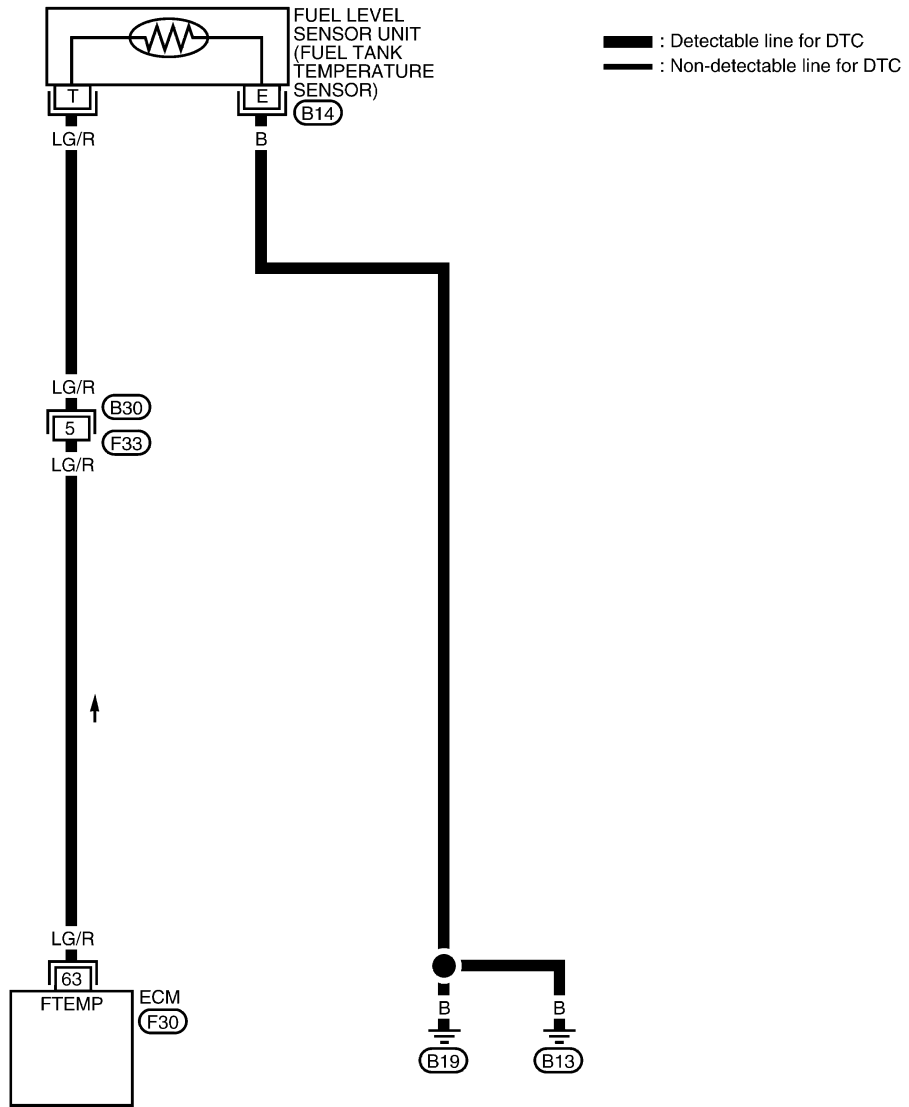 FUEL LEVEL
SENSOR UNIT
(FUEL TANK
TEMPERATURE
SENSOR)
: Detectable line for DTC
: Non-detectable line for DTC
T
E
B14
LG/R
B
LG/R
B30
5
F33
LG/R
LG/R
63
FTEMP
ECM
F30
B
B
B19
B13